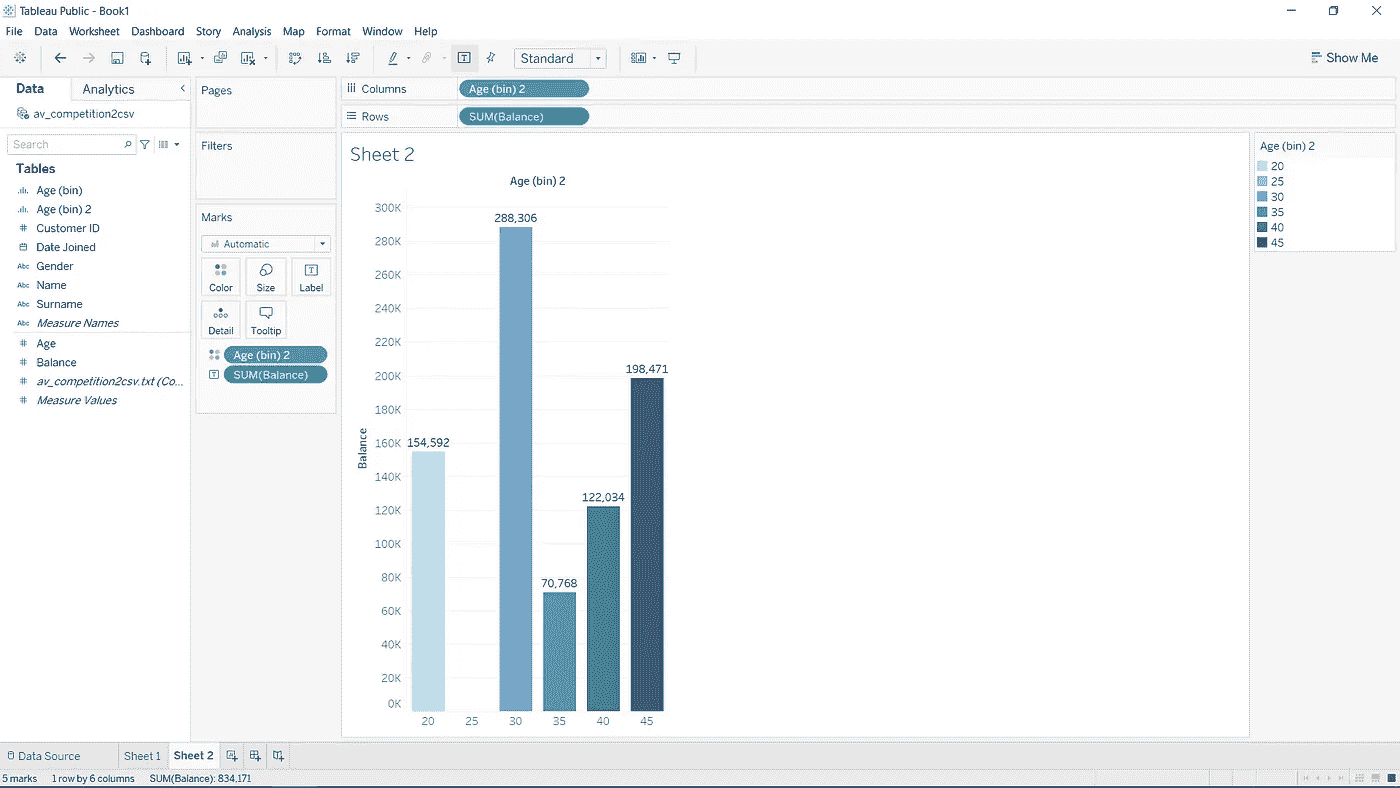 Tableau Public - Book1
File Data Worksheet Dashboard Story Analysis Map Format Window Help
Standard
Show Me
Data Analytics
av_competition2csv
Search
Tables
Age (bin)
Age (bin) 2
# Customer ID
Date Joined
Abc Gender
Abc Name
Abc Surname
Abc Measure Names
# Age
# Balance
# av_competition2csv.txt (Co...
# Measure Values
Pages
Filters
Marks
Automatic
Color Size Label
Detail Tooltip
Age (bin) 2
T SUM(Balance)
Columns Age (bin) 2
Rows SUM(Balance)
Sheet 2
Age (bin) 2
Balance
300K
280K
260K
240K
220K
200K
180K
160K
140K
120K
100K
80K
60K
40K
20K
0K
154,592
288,306
70,768
122,034
198,471
20 25 30 35 40 45
Age (bin) 2
20
25
30
35
40
45
Data Source Sheet 1 Sheet 2
5 marks 1 row by 6 columns SUM(Balance): 834,171